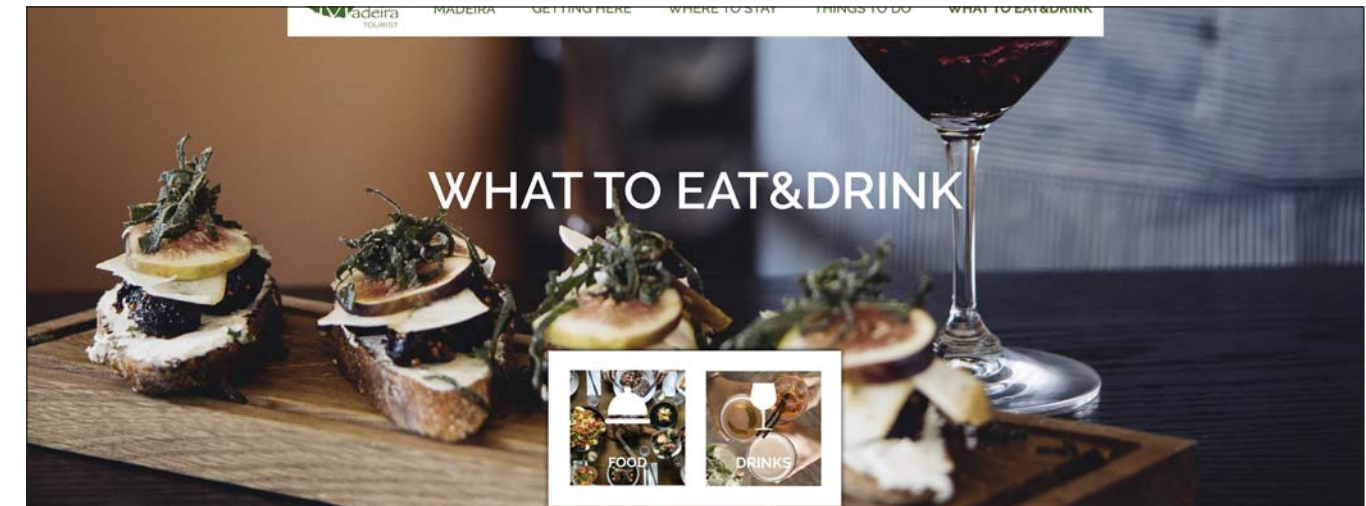 Madeira
TOURIST
MADEIRA GETTING HERE WHERE TO STAY THINGS TO DO WHAT TO EAT&DRINK
WHAT TO EAT&DRINK
FOOD DRINKS